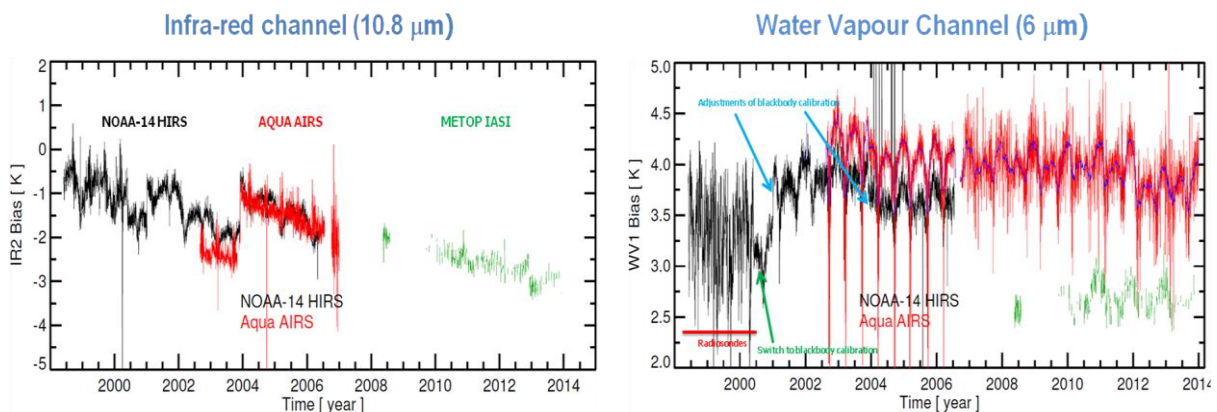 Infra-red channel (10.8 μm)
2
1
0
-1
-2
-3
-4
-5
IR2 Bias [ K ]
NOAA-14 HIRS
AQUA AIRS
METOP IASI
NOAA-14 HIRS
Aqua AIRS
2000 2002 2004 2006 2008 2010 2012 2014
Time [ year ]
Water Vapour Channel (6 μm)
5.0
4.5
4.0
3.5
3.0
2.5
2.0
WV1 Bias [ K ]
Adjustments of blackbody calibration
NOAA-14 HIRS
Aqua AIRS
Radiosondes
Switch to blackbody calibration
2000 2002 2004 2006 2008 2010 2012 2014
Time [ year ]